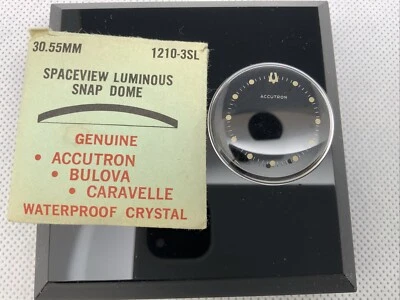 30.55MM 1210-3SL
SPACEVIEW LUMINOUS
SNAP DOME
GENUINE
• ACCUTRON
• BULOVA
• CARAVELLE
WATERPROOF CRYSTAL
ACCUTRON